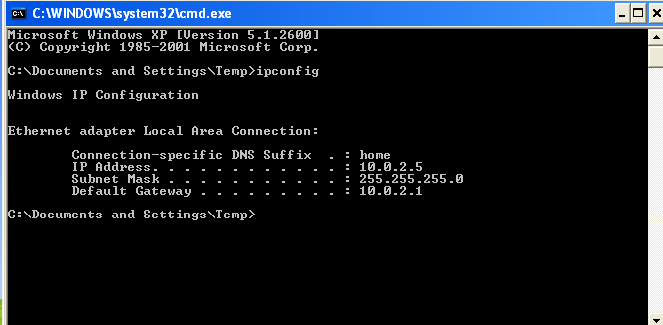 C:\WINDOWS\system32\cmd.exe
Microsoft Windows XP [Version 5.1.2600]
(C) Copyright 1985-2001 Microsoft Corp.
C:\Documents and Settings\Temp>ipconfig
Windows IP Configuration
Ethernet adapter Local Area Connection:
Connection-specific DNS Suffix  . : home
IP Address. . . . . . . . . . . . : 10.0.2.5
Subnet Mask . . . . . . . . . . . : 255.255.255.0
Default Gateway . . . . . . . . . : 10.0.2.1
C:\Documents and Settings\Temp>